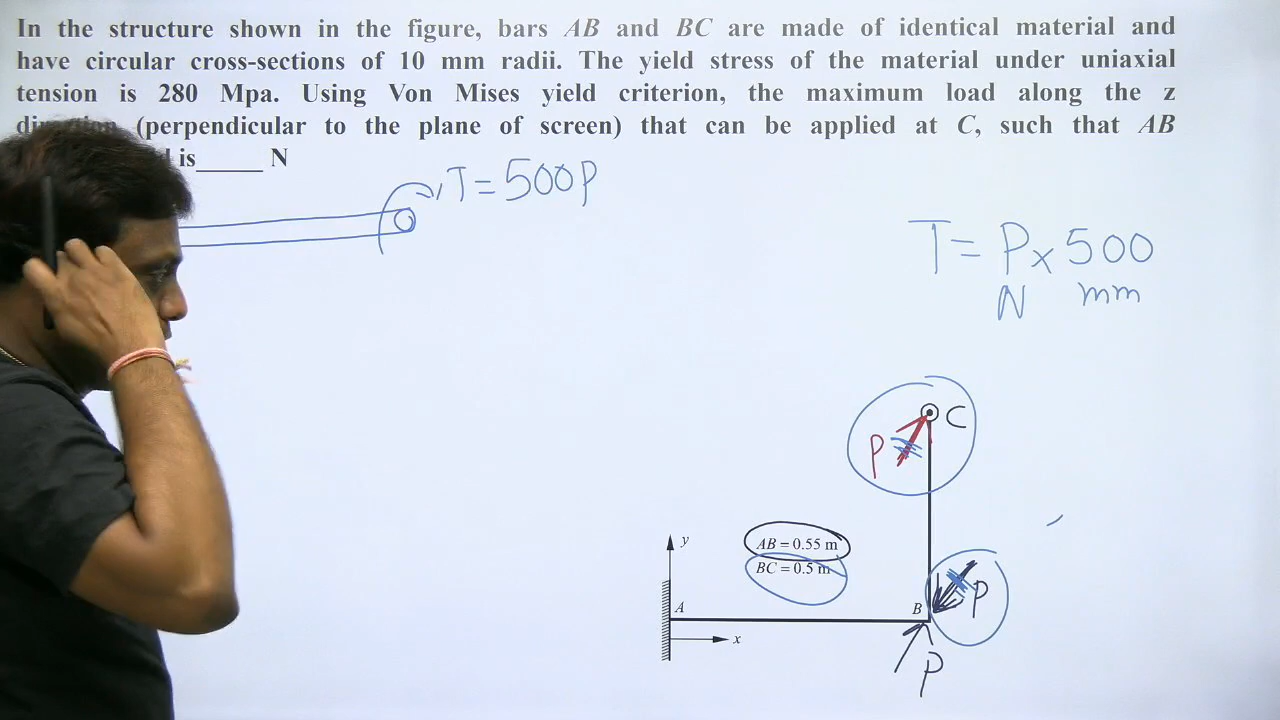 In the structure shown in the figure, bars AB and BC are made of identical material and
have circular cross-sections of 10 mm radii. The yield stress of the material under uniaxial
tension is 280 Mpa. Using Von Mises yield criterion, the maximum load along the z
(perpendicular to the plane of screen) that can be applied at C, such that AB
is_____ N
T = 500P
T = P x 500
N mm
C
P
y
AB = 0.55 m
BC = 0.5 m
A
B
P
x
P